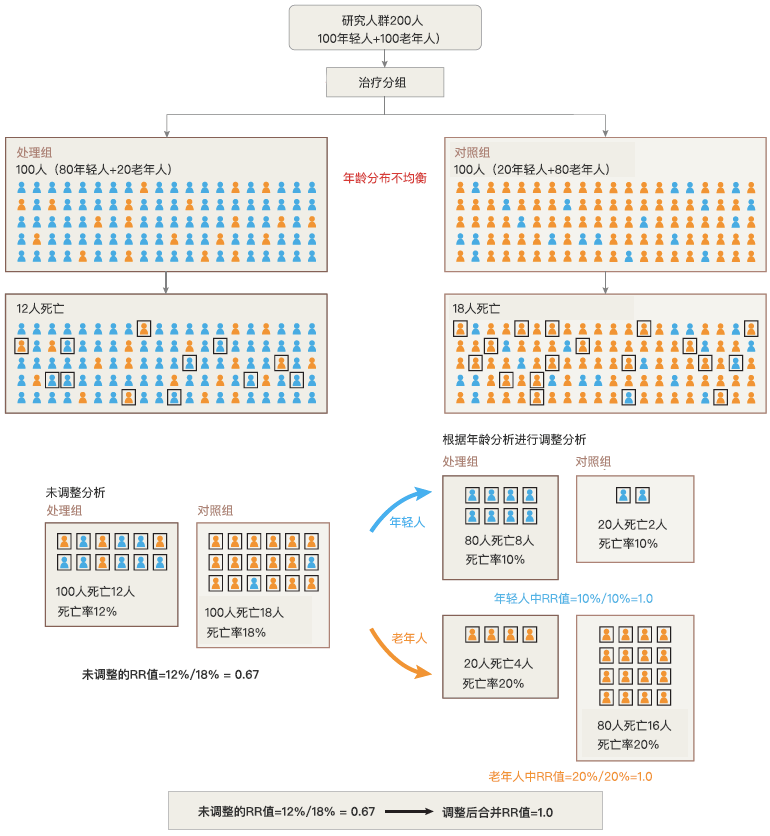 研究人群200人
100年轻人+100老年人）
治疗分组
处理组
100人（80年轻人+20老年人）
年龄分布不均衡
对照组
100人（20年轻人+80老年人）
12人死亡
18人死亡
根据年龄分析进行调整分析
处理组
对照组
未调整分析
处理组
对照组
100人死亡12人
死亡率12%
100人死亡18人
死亡率18%
未调整的RR值=12%/18% = 0.67
年轻人
80人死亡8人
死亡率10%
20人死亡2人
死亡率10%
年轻人中RR值=10%/10%=1.0
老年人
20人死亡4人
死亡率20%
80人死亡16人
死亡率20%
老年人中RR值=20%/20%=1.0
未调整的RR值=12%/18% = 0.67
调整后合并RR值=1.0